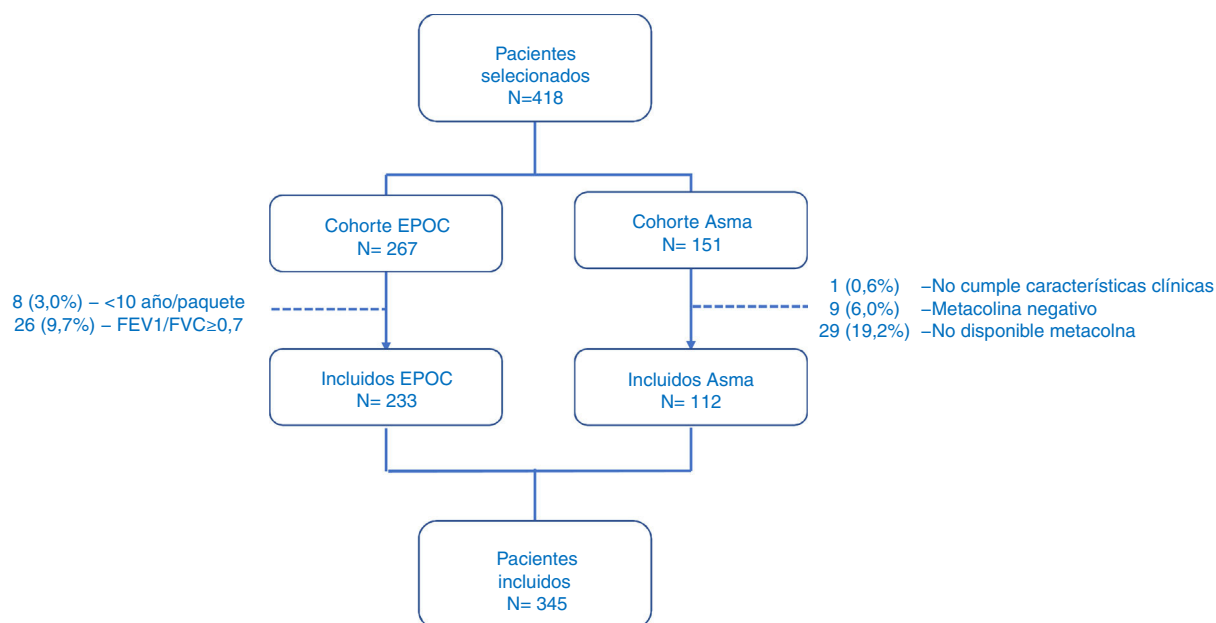 Pacientes
selecionados
N=418
Cohorte EPOC
N= 267
Cohorte Asma
N= 151
8 (3,0%) – <10 año/paquete
26 (9,7%) – FEV1/FVC≥0,7
1 (0,6%) –No cumple características clínicas
9 (6,0%) –Metacolina negativo
29 (19,2%) –No disponible metacolna
Incluidos EPOC
N= 233
Incluidos Asma
N= 112
Pacientes
incluidos
N= 345